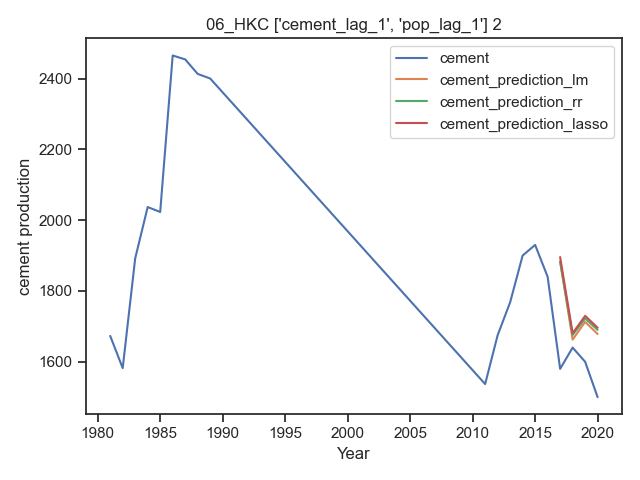 06_HKC ['cement_lag_1', 'pop_lag_1'] 2
cement
cement_prediction_lm
cement_prediction_rr
cement_prediction_lasso
cement production
2400
2200
2000
1800
1600
1980 1985 1990 1995 2000 2005 2010 2015 2020
Year